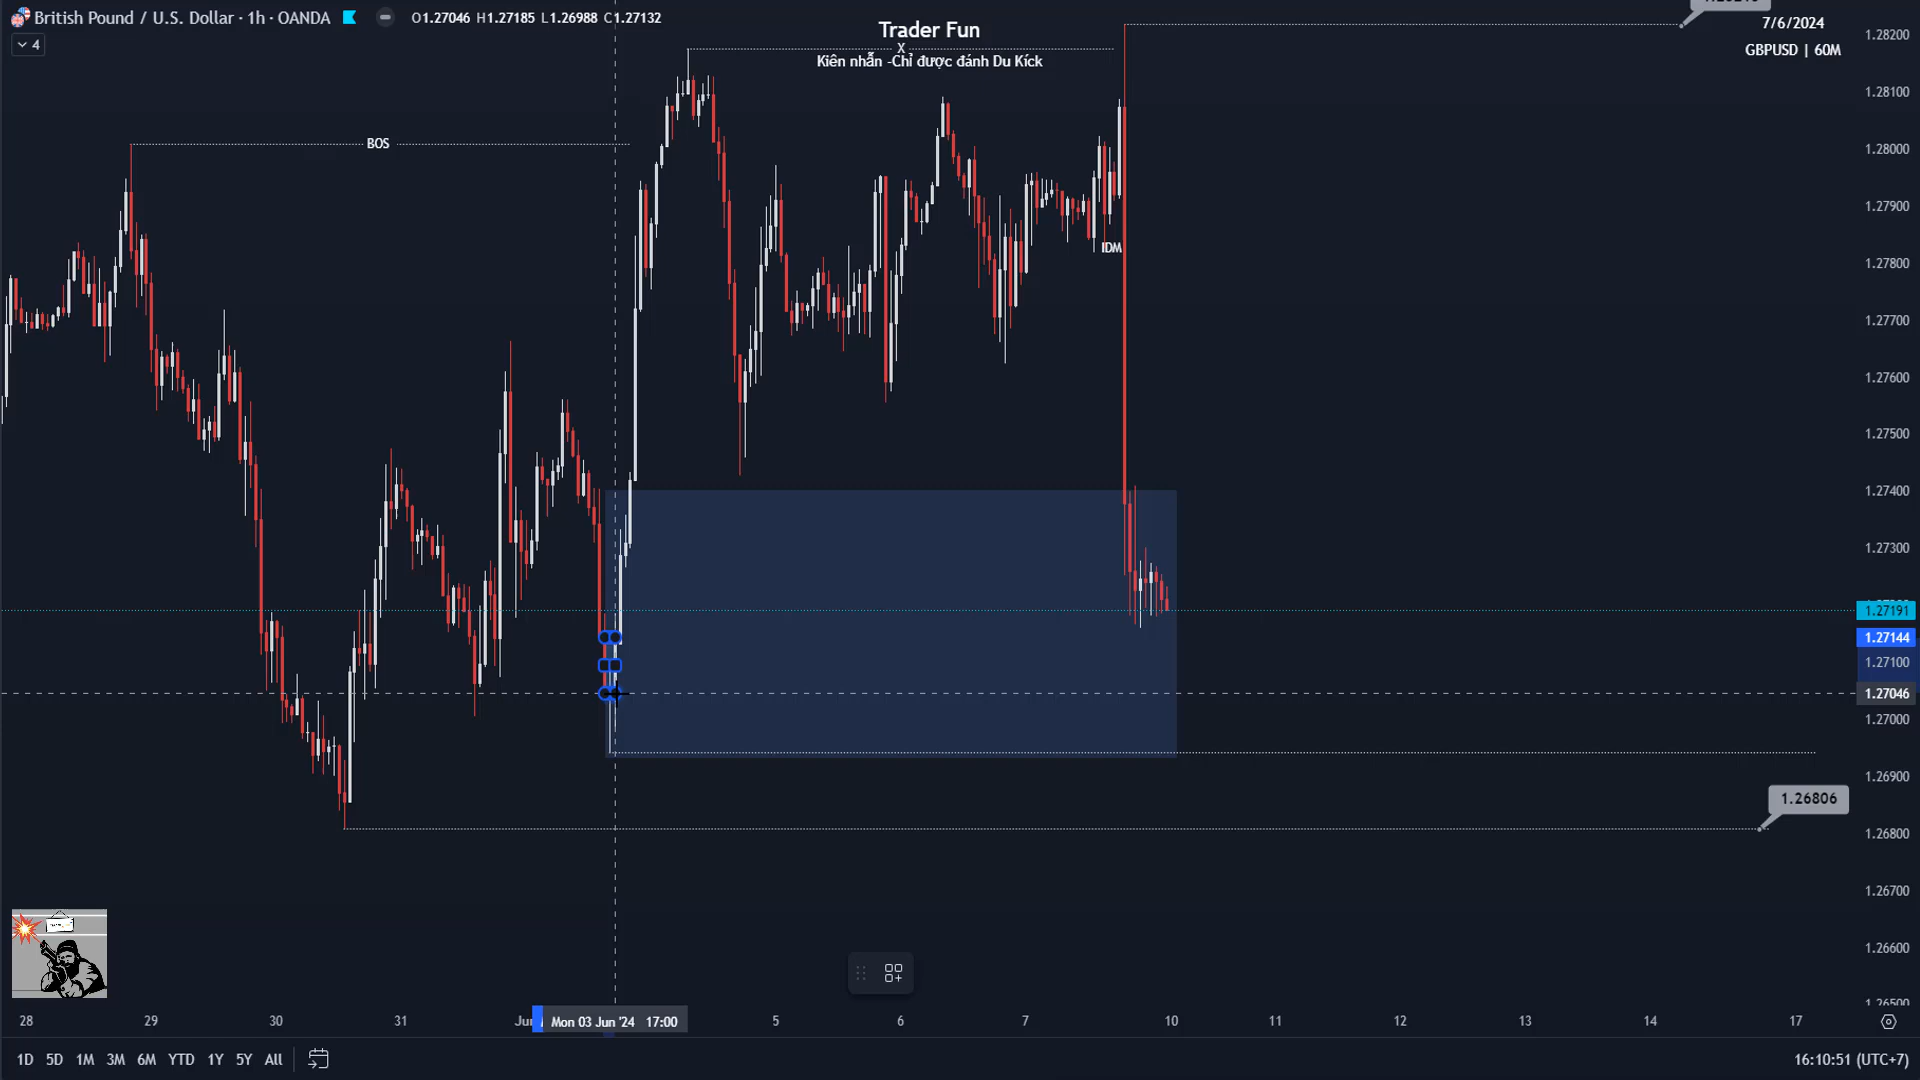 British Pound / U.S. Dollar · 1h · OANDA O1.27046 H1.27185 L1.26988 C1.27132
4
Trader Fun
X
Kiên nhẫn -Chỉ được đánh Du Kích
7/6/2024
GBPUSD | 60M
BOS
IDM
1.28200
1.28100
1.28000
1.27900
1.27800
1.27700
1.27600
1.27500
1.27400
1.27300
1.27191
1.27144
1.27100
1.27046
1.27000
1.26900
1.26806
1.26800
1.26700
1.26600
1.26500
28 29 30 31 Jun Mon 03 Jun '24 17:00 5 6 7 10 11 12 13 14 17
1D 5D 1M 3M 6M YTD 1Y 5Y All 16:10:51 (UTC+7)